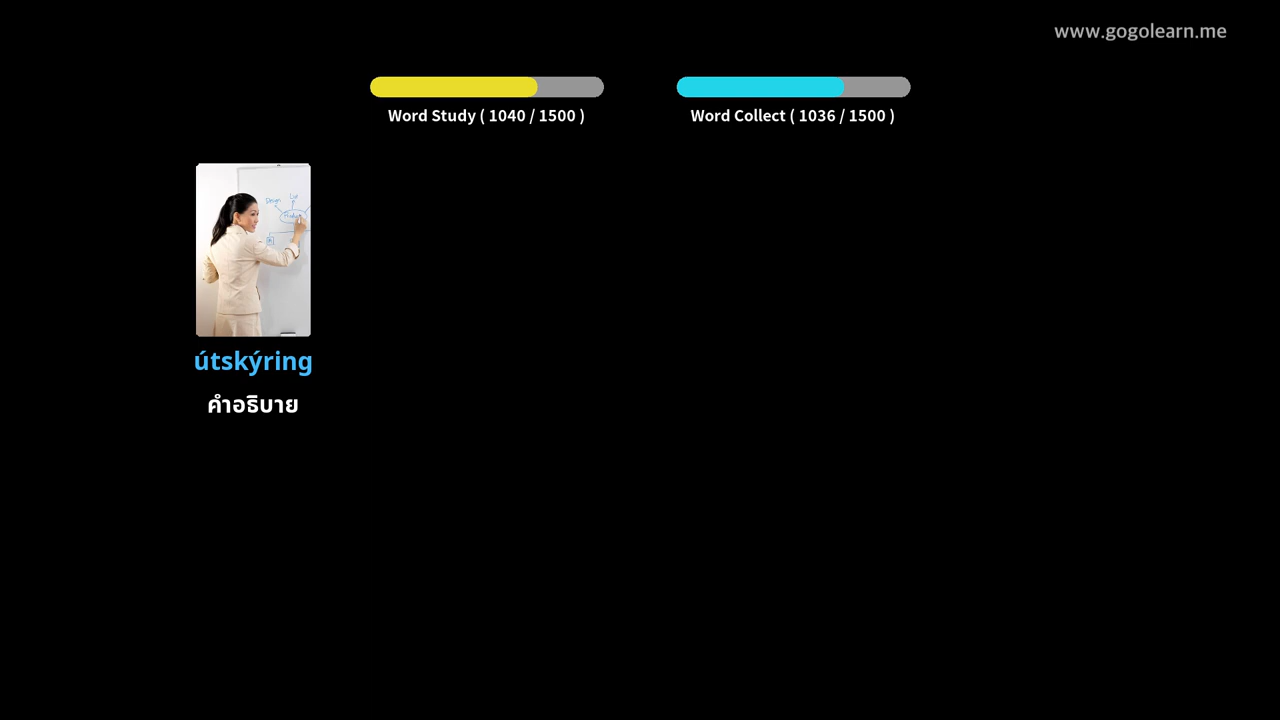 www.gogolearn.me
Word Study ( 1040 / 1500 )
Word Collect ( 1036 / 1500 )
Design
útskýring
คำอธิบาย